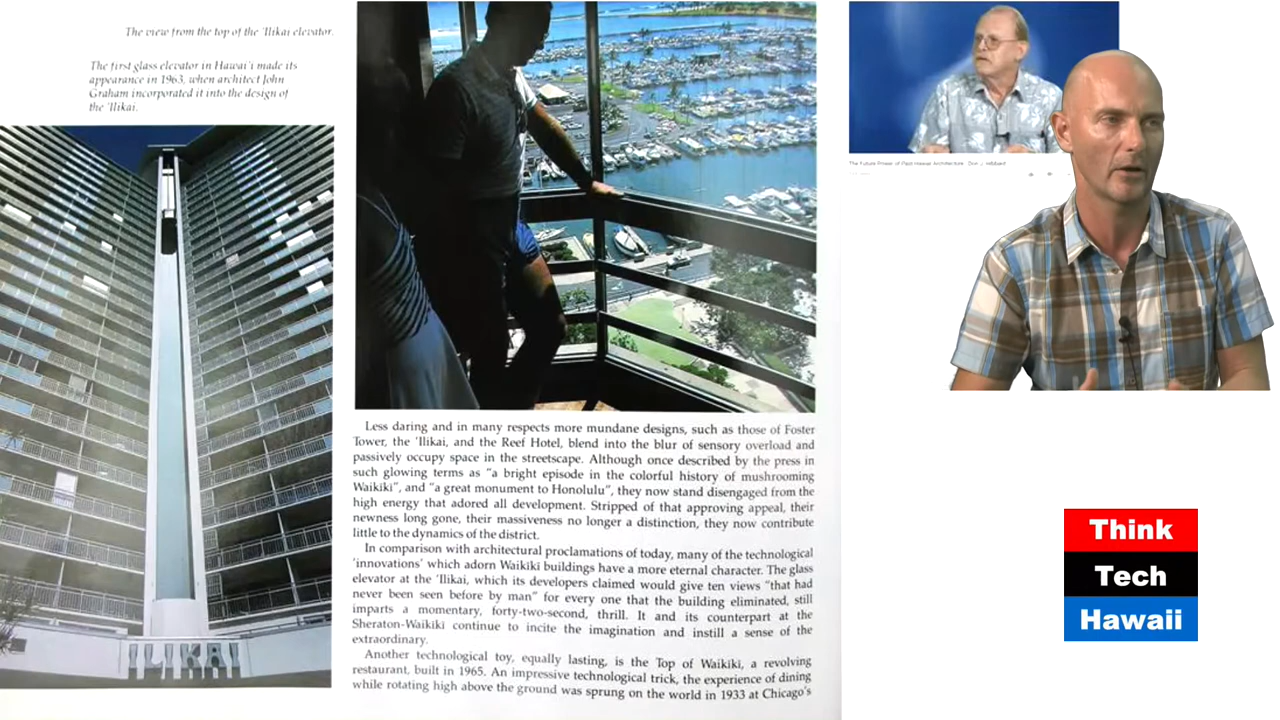 The view from the top of the 'Ilikai elevator.
The first glass elevator in Hawai'i made its
appearance in 1963, when architect John
Graham incorporated it into the design of
the 'Ilikai.
ILIKAI
Less daring and in many respects more mundane designs, such as those of Foster
Tower, the 'Ilikai, and the Reef Hotel, blend into the blur of sensory overload and
passively occupy space in the streetscape. Although once described by the press in
such glowing terms as "a bright episode in the colorful history of mushrooming
Waikiki", and "a great monument to Honolulu", they now stand disengaged from the
high energy that adored all development. Stripped of that approving appeal, their
newness long gone, their massiveness no longer a distinction, they now contribute
little to the dynamics of the district.
In comparison with architectural proclamations of today, many of the technological
'innovations' which adorn Waikiki buildings have a more eternal character. The glass
elevator at the 'Ilikai, which its developers claimed would give ten views "that had
never been seen before by man" for every one that the building eliminated, still
imparts a momentary, forty-two-second, thrill. It and its counterpart at the
Sheraton-Waikiki continue to incite the imagination and instill a sense of the
extraordinary.
Another technological toy, equally lasting, is the Top of Waikiki, a revolving
restaurant, built in 1965. An impressive technological trick, the experience of dining
while rotating high above the ground was sprung on the world in 1933 at Chicago's
The Future Power of Past Hawaii Architecture Don J. Hibbard
Think
Tech
Hawaii